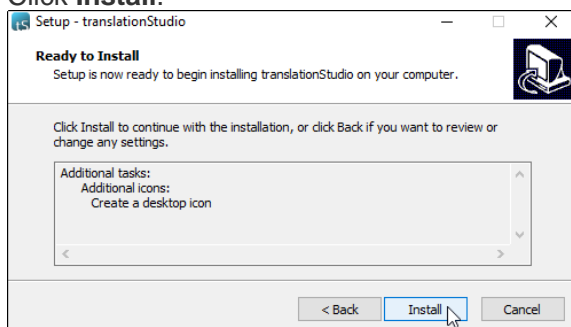 Click Install.
Setup - translationStudio
Ready to Install
Setup is now ready to begin installing translationStudio on your computer.
Click Install to continue with the installation, or click Back if you want to review or
change any settings.
Additional tasks:
Additional icons:
Create a desktop icon
< Back Install Cancel